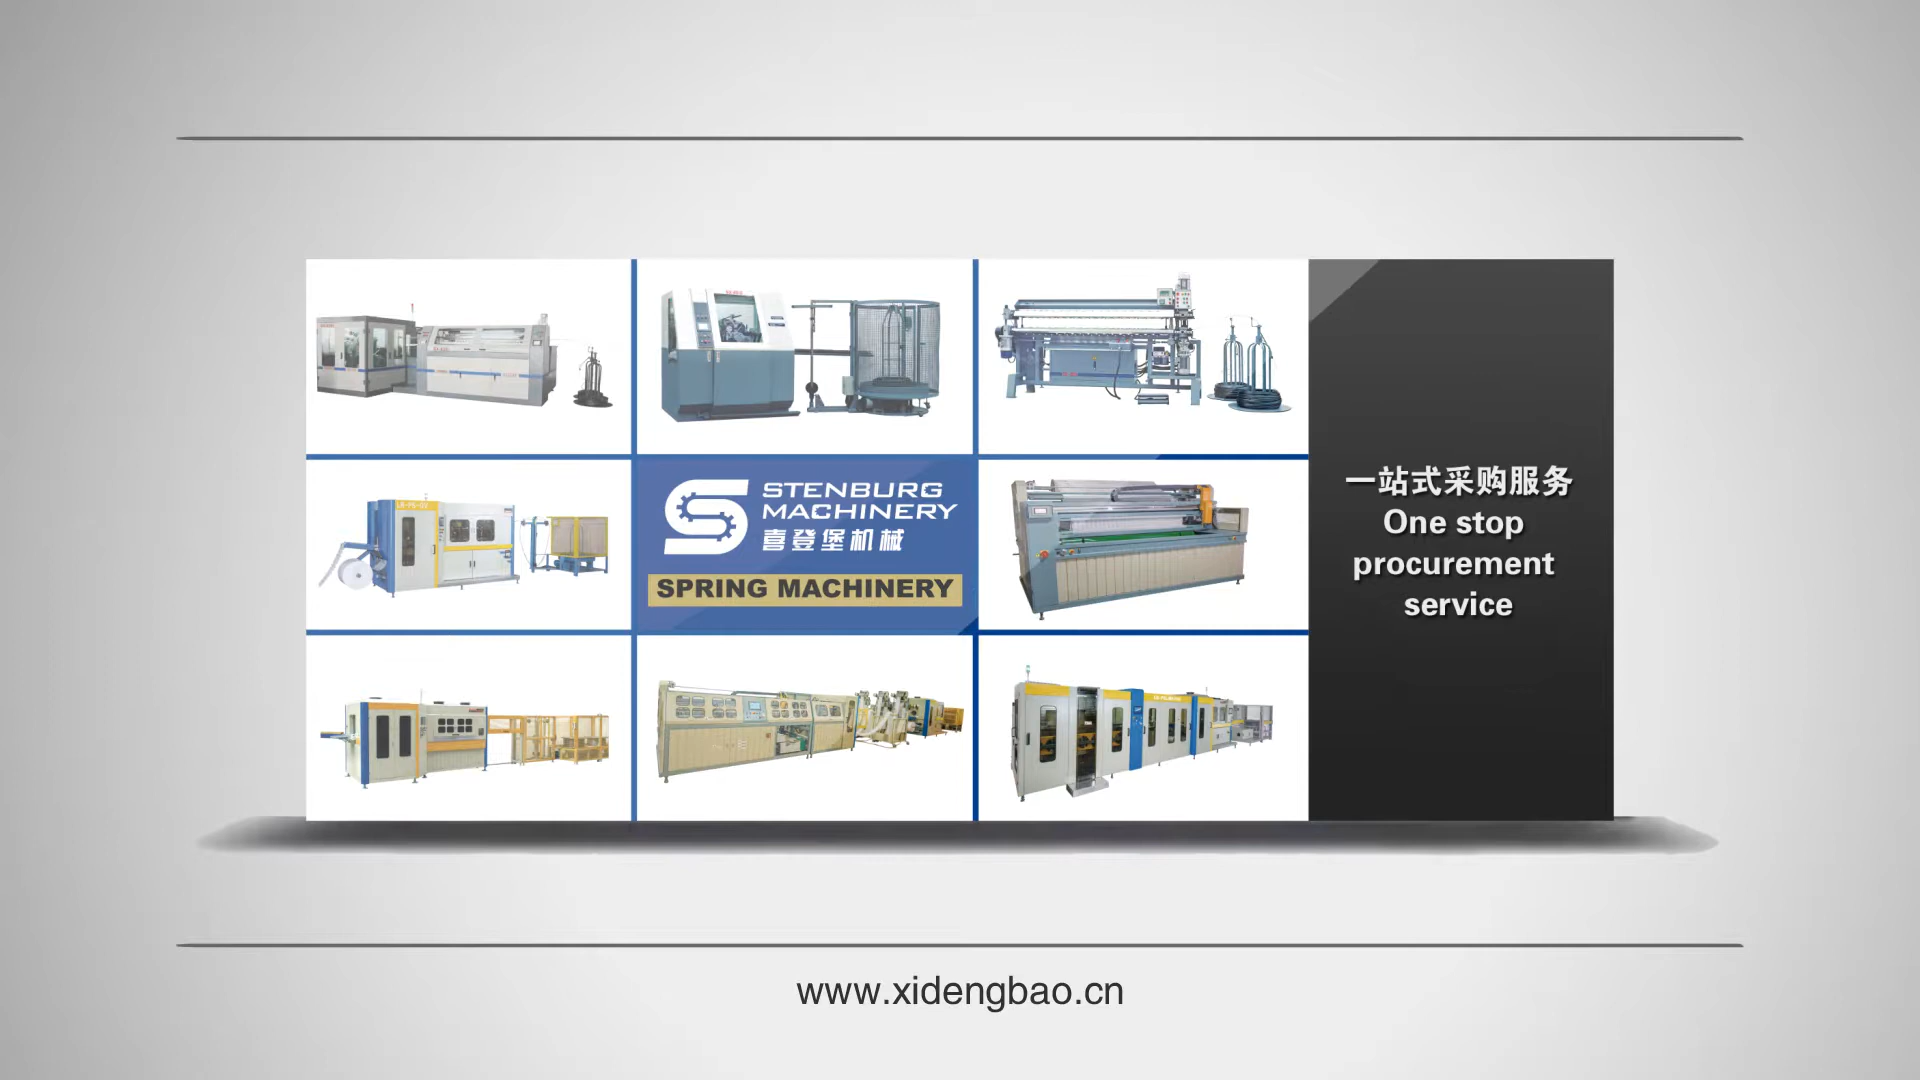 STENBURG
MACHINERY
喜登堡机械
SPRING MACHINERY
一站式采购服务
One stop
procurement
service
www.xidengbao.cn